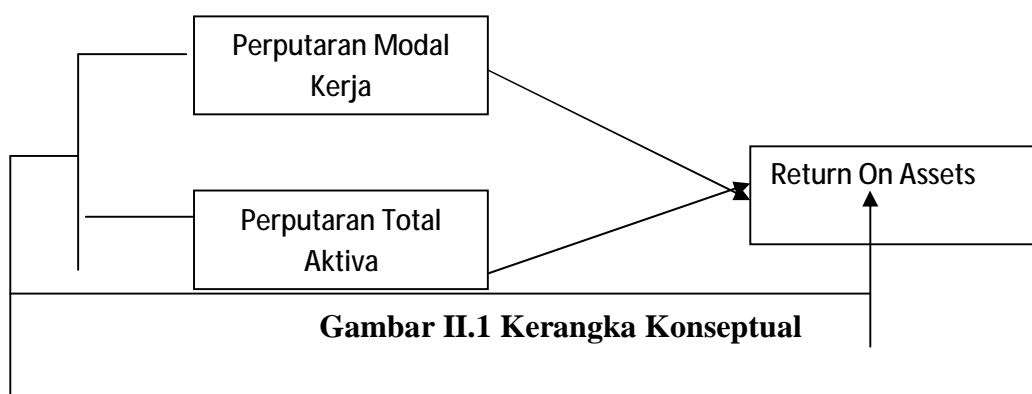 Perputaran Modal
Kerja
Return On Assets
Perputaran Total
Aktiva
Gambar II.1 Kerangka Konseptual